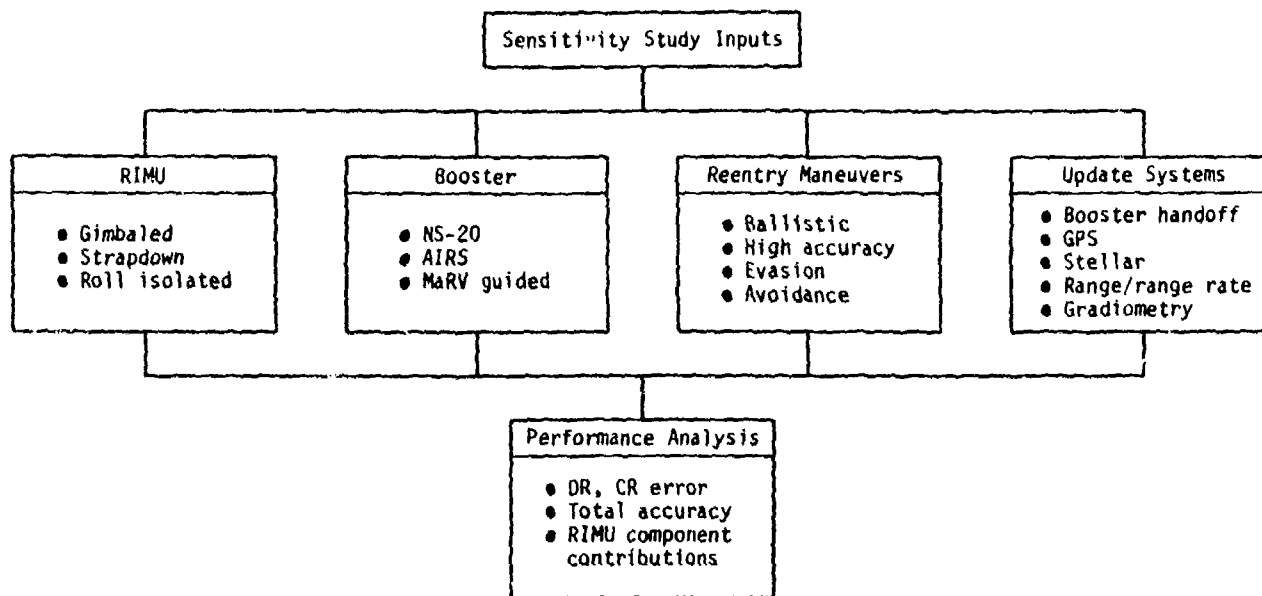 Sensitivity Study Inputs
RIMU
● Gimbaled
● Strapdown
● Roll isolated
Booster
● NS-20
● AIRS
● MaRV guided
Reentry Maneuvers
● Ballistic
● High accuracy
● Evasion
● Avoidance
Update Systems
● Booster handoff
● GPS
● Stellar
● Range/range rate
● Gradiometry
Performance Analysis
● DR, CR error
● Total accuracy
● RIMU component
contributions